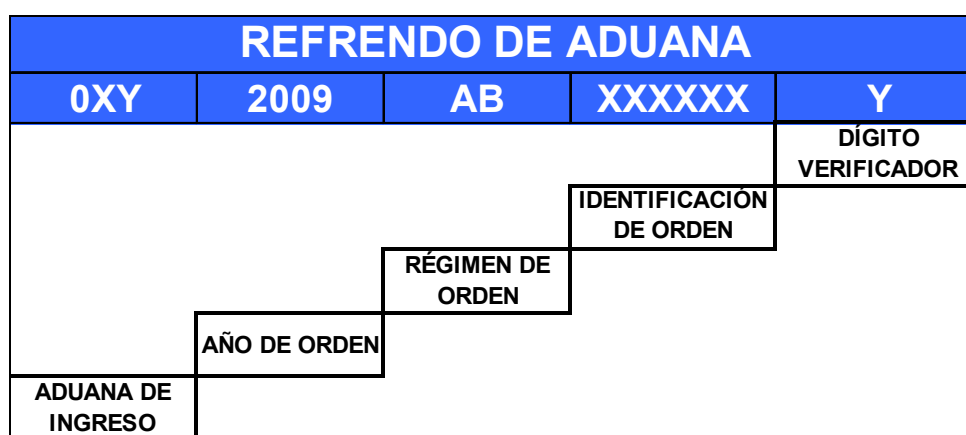 REFRENDO DE ADUANA
0XY 2009 AB XXXXXX Y
DÍGITO
VERIFICADOR
IDENTIFICACIÓN
DE ORDEN
RÉGIMEN DE
ORDEN
AÑO DE ORDEN
ADUANA DE
INGRESO